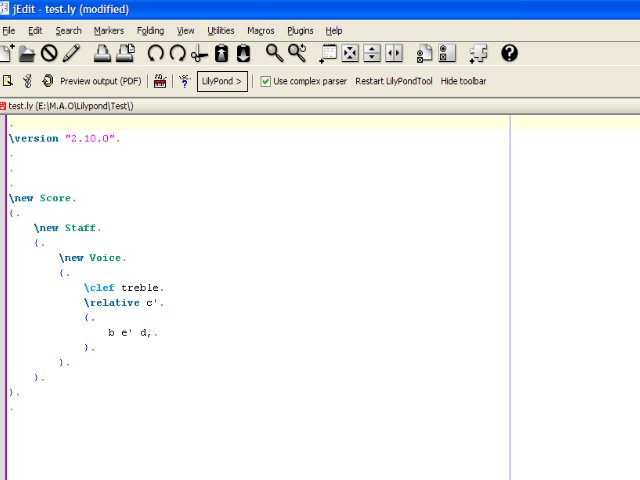 jEdit - test.ly (modified)
File Edit Search Markers Folding View Utilities Macros Plugins Help
Preview output (PDF) LilyPond > Use complex parser Restart LilyPondTool Hide toolbar
test.ly (E:\M.A.O\Lilypond\Test\)
.
\version "2.10.0".
.
.
.
\new Score.
{.
\new Staff.
{.
\new Voice.
{.
\clef treble.
\relative c'.
{.
b e' d,.
}.
}.
}.
}.
.